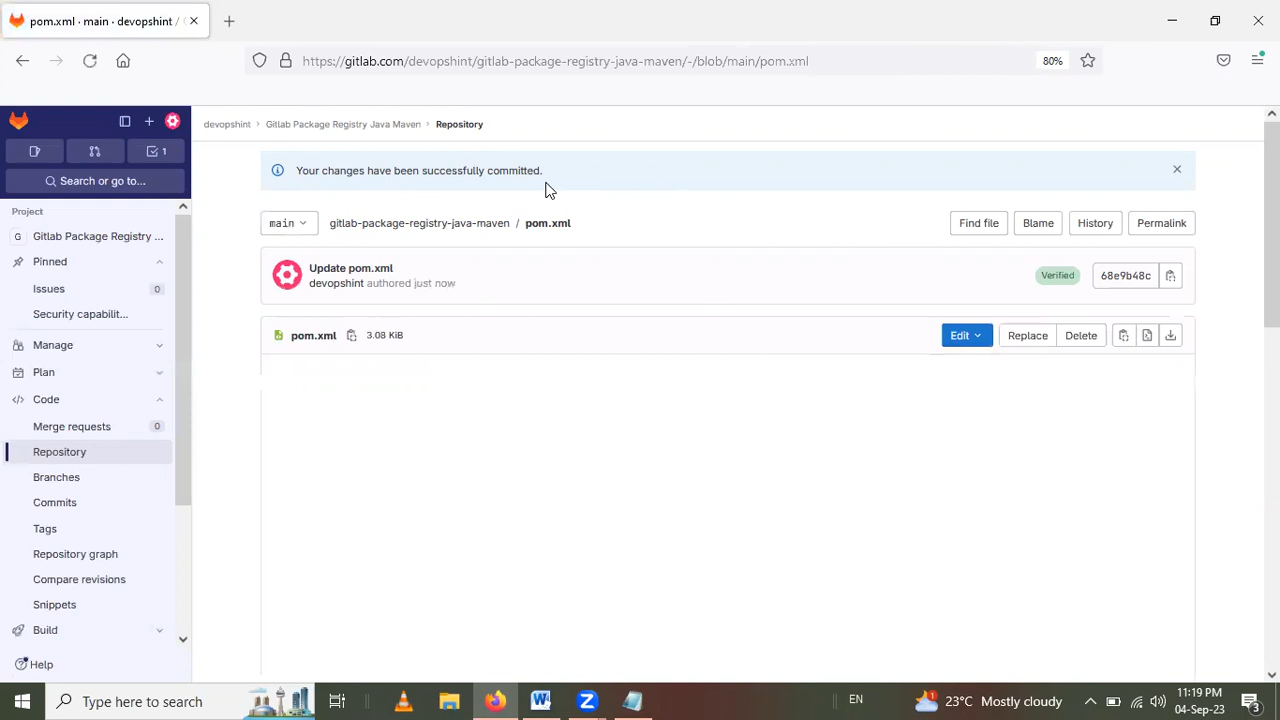 pom.xml · main · devopshint /
https://gitlab.com/devopshint/gitlab-package-registry-java-maven/-/blob/main/pom.xml
80%
1
Search or go to...
Project
G Gitlab Package Registry ...
Pinned
Issues 0
Security capabilit...
Manage
Plan
Code
Merge requests 0
Repository
Branches
Commits
Tags
Repository graph
Compare revisions
Snippets
Build
Help
devopshint > Gitlab Package Registry Java Maven > Repository
Your changes have been successfully committed.
main gitlab-package-registry-java-maven / pom.xml Find file Blame History Permalink
Update pom.xml
devopshint authored just now
Verified 68e9b48c
pom.xml 3.08 KiB Edit Replace Delete
Type here to search
EN
23°C Mostly cloudy
11:19 PM
04-Sep-23
3